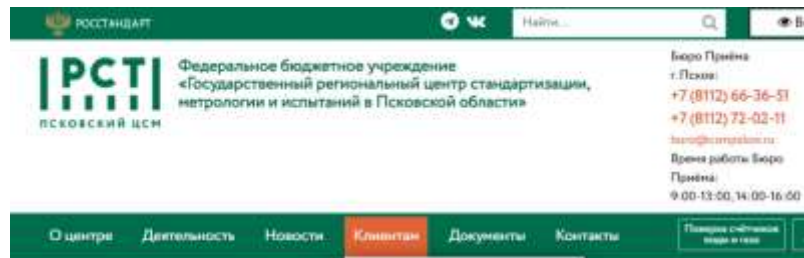 РОССТАНДАРТ
Найти...
РСТ
ПСКОВСКИЙ ЦСМ
Федеральное бюджетное учреждение
«Государственный региональный центр стандартизации,
метрологии и испытаний в Псковской области»
Бюро Приёма
г. Псков:
+7 (8112) 66-36-51
+7 (8112) 72-02-11
Время работы Бюро
Приёма:
9:00-13:00, 14:00-16:00
О центре Деятельность Новости Клиентам Документы Контакты
Поверка счётчиков
воды и газа